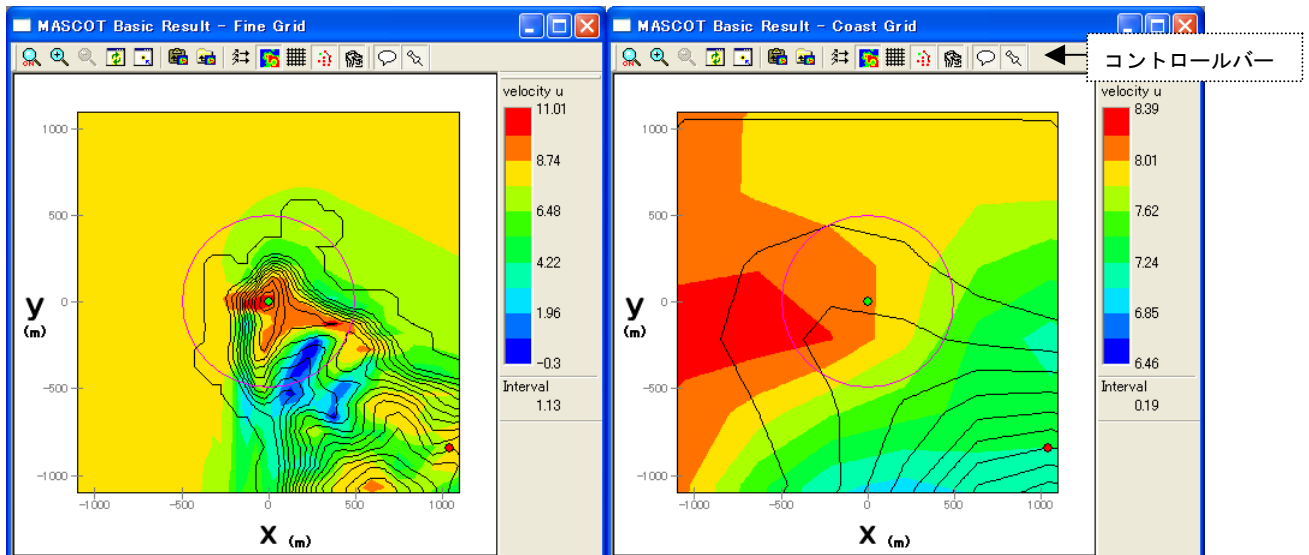 MASCOT Basic Result - Fine Grid
ON
velocity u
11.01
8.74
6.48
4.22
1.96
-0.3
Interval
1.13
1000
500
0
-500
-1000
y
(m)
-1000
-500
0
500
1000
X (m)
MASCOT Basic Result - Coast Grid
ON
コントロールバー
velocity u
8.39
8.01
7.62
7.24
6.85
6.46
Interval
0.19
1000
500
0
-500
-1000
y
(m)
-1000
-500
0
500
1000
X (m)